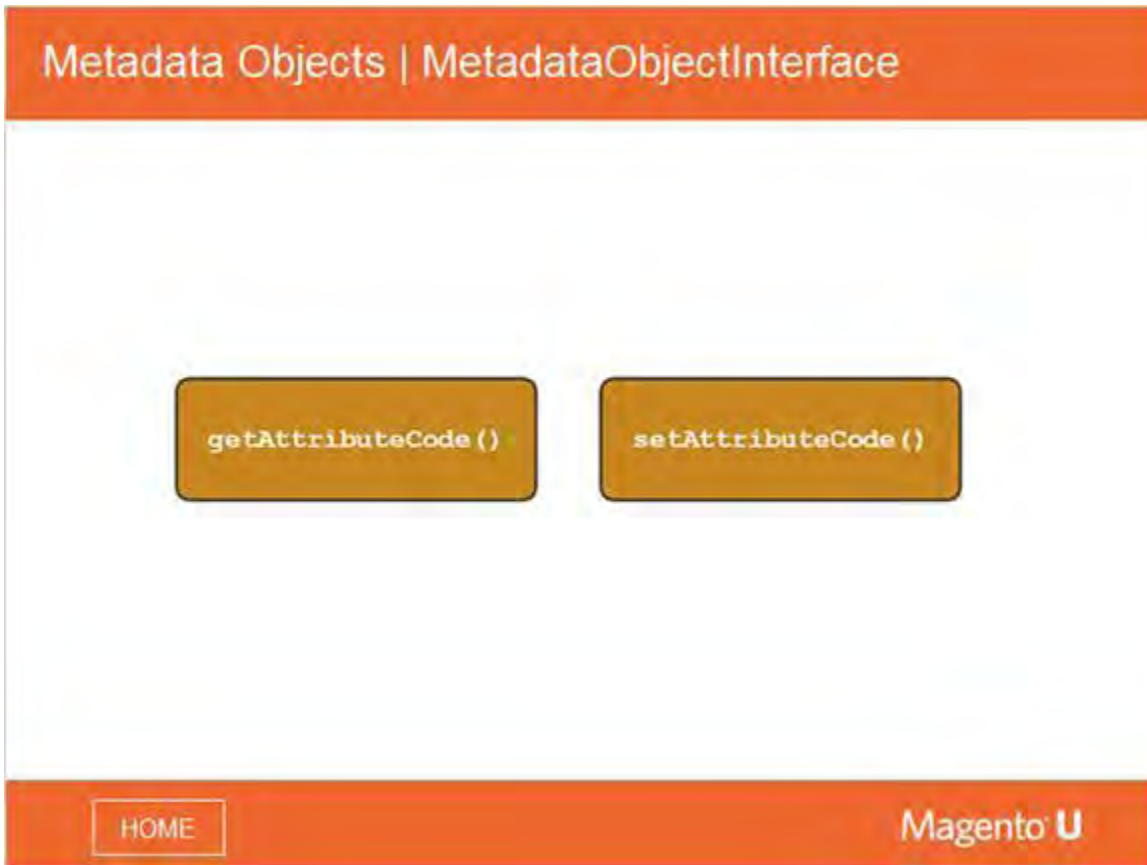 Metadata Objects | MetadataObjectInterface
getAttributeCode()
setAttributeCode()
HOME
Magento U